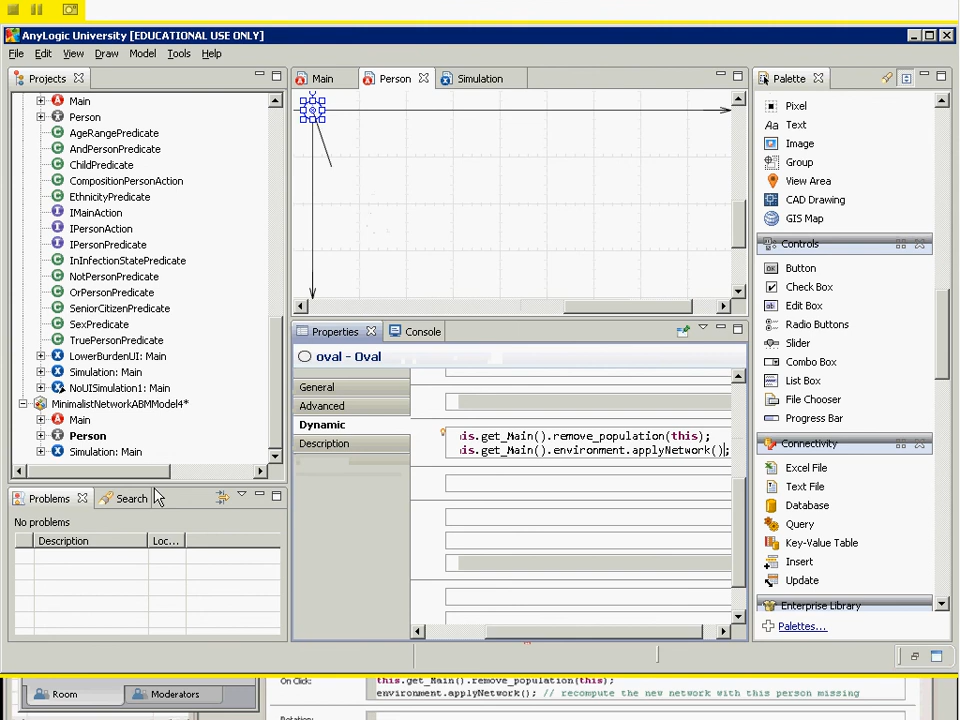 AnyLogic University [EDUCATIONAL USE ONLY]
File Edit View Draw Model Tools Help
Projects
Main
Person
AgeRangePredicate
AndPersonPredicate
ChildPredicate
CompositionPersonAction
EthnicityPredicate
IMainAction
IPersonAction
IPersonPredicate
InInfectionStatePredicate
NotPersonPredicate
OrPersonPredicate
SeniorCitizenPredicate
SexPredicate
TruePersonPredicate
LowerBurdenUI: Main
Simulation: Main
NoUISimulation1: Main
MinimalistNetworkABMModel4*
Main
Person
Simulation: Main
Problems Search
No problems
Description Loc...
Main Person Simulation
Properties Console
oval - Oval
General
Advanced
Dynamic
Description
is.get_Main().remove_population(this);
is.get_Main().environment.applyNetwork();
Palette
Pixel
Aa Text
Image
Group
View Area
CAD Drawing
GIS Map
Controls
OK Button
Check Box
Edit Box
Radio Buttons
Slider
Combo Box
List Box
File Chooser
Progress Bar
Connectivity
Excel File
Text File
Database
Query
Key-Value Table
Insert
Update
Enterprise Library
Palettes...
Room Moderators
On Click: this.get_Main().remove_population(this);
environment.applyNetwork(); // recompute the new network with this person missing